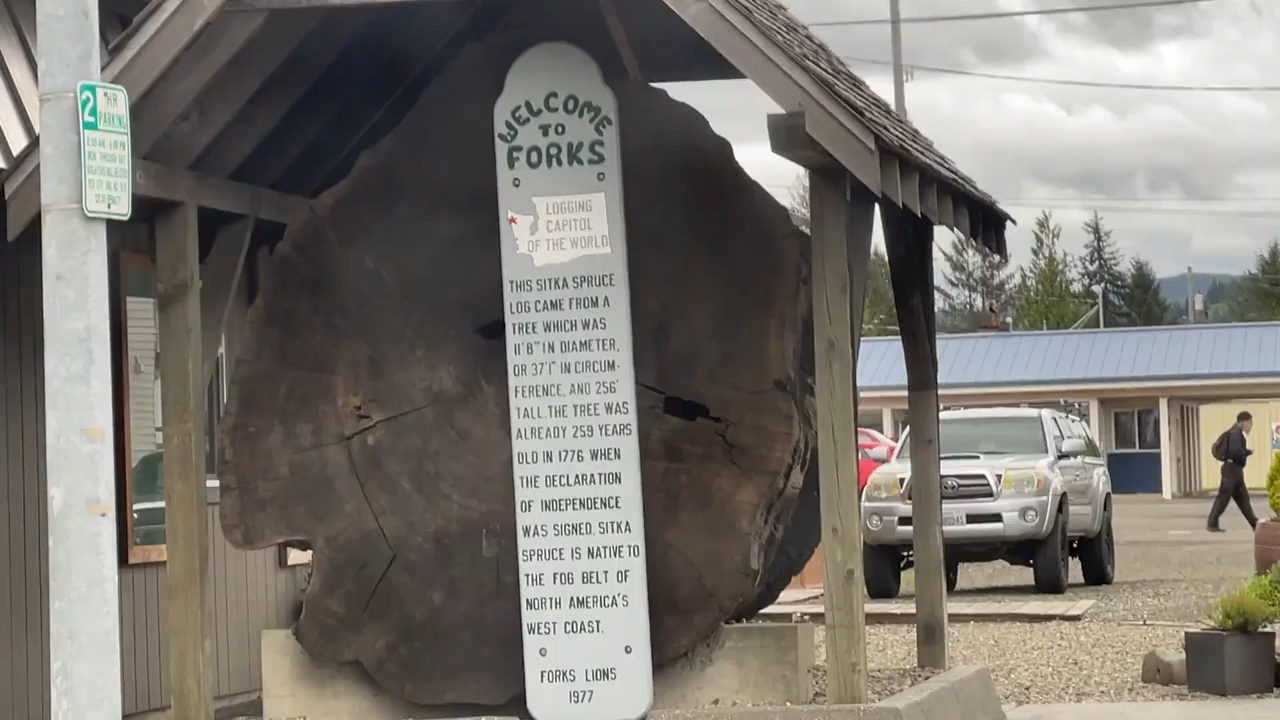 2 HR
PARKING
WELCOME
TO
FORKS
LOGGING
CAPITOL
OF THE WORLD
THIS SITKA SPRUCE
LOG CAME FROM A
TREE WHICH WAS
11'8" IN DIAMETER,
OR 37'1" IN CIRCUM-
FERENCE, AND 256'
TALL. THE TREE WAS
ALREADY 259 YEARS
OLD IN 1776 WHEN
THE DECLARATION
OF INDEPENDENCE
WAS SIGNED. SITKA
SPRUCE IS NATIVE TO
THE FOG BELT OF
NORTH AMERICA'S
WEST COAST.
FORKS LIONS
1977